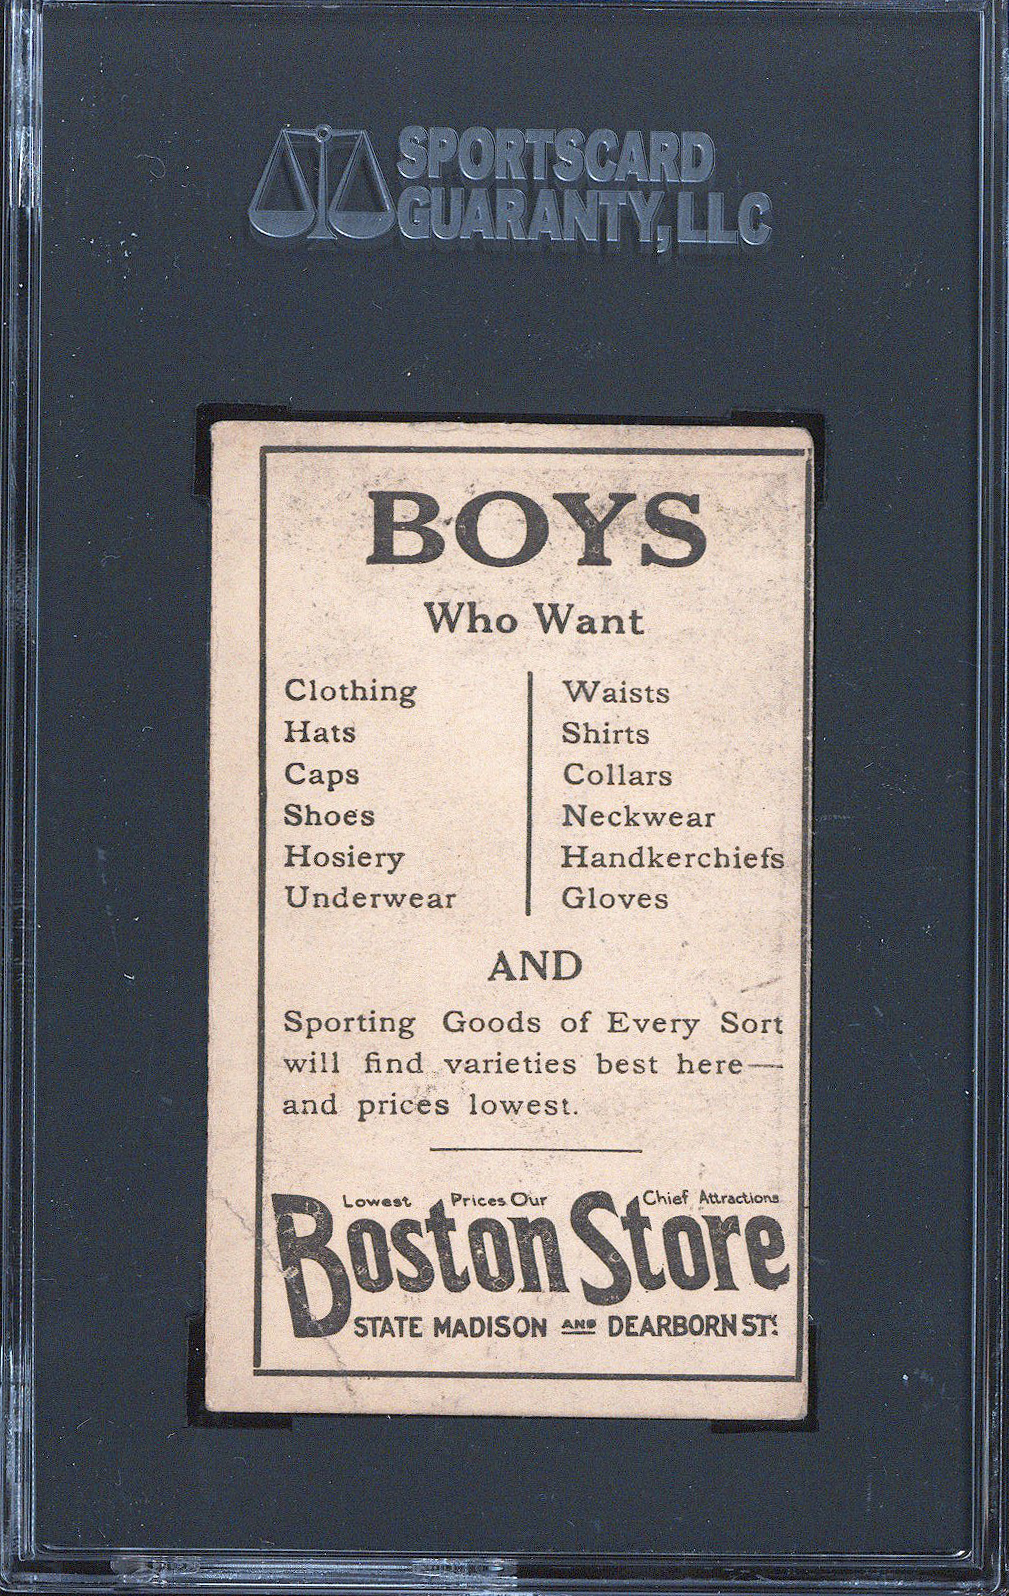 SPORTSCARD
GUARANTY, LLC
BOYS
Who Want
Clothing
Hats
Caps
Shoes
Hosiery
Underwear
Waists
Shirts
Collars
Neckwear
Handkerchiefs
Gloves
AND
Sporting Goods of Every Sort
will find varieties best here—
and prices lowest.
Lowest Prices Our Chief Attractions
Boston Store
STATE MADISON AND DEARBORN STS.